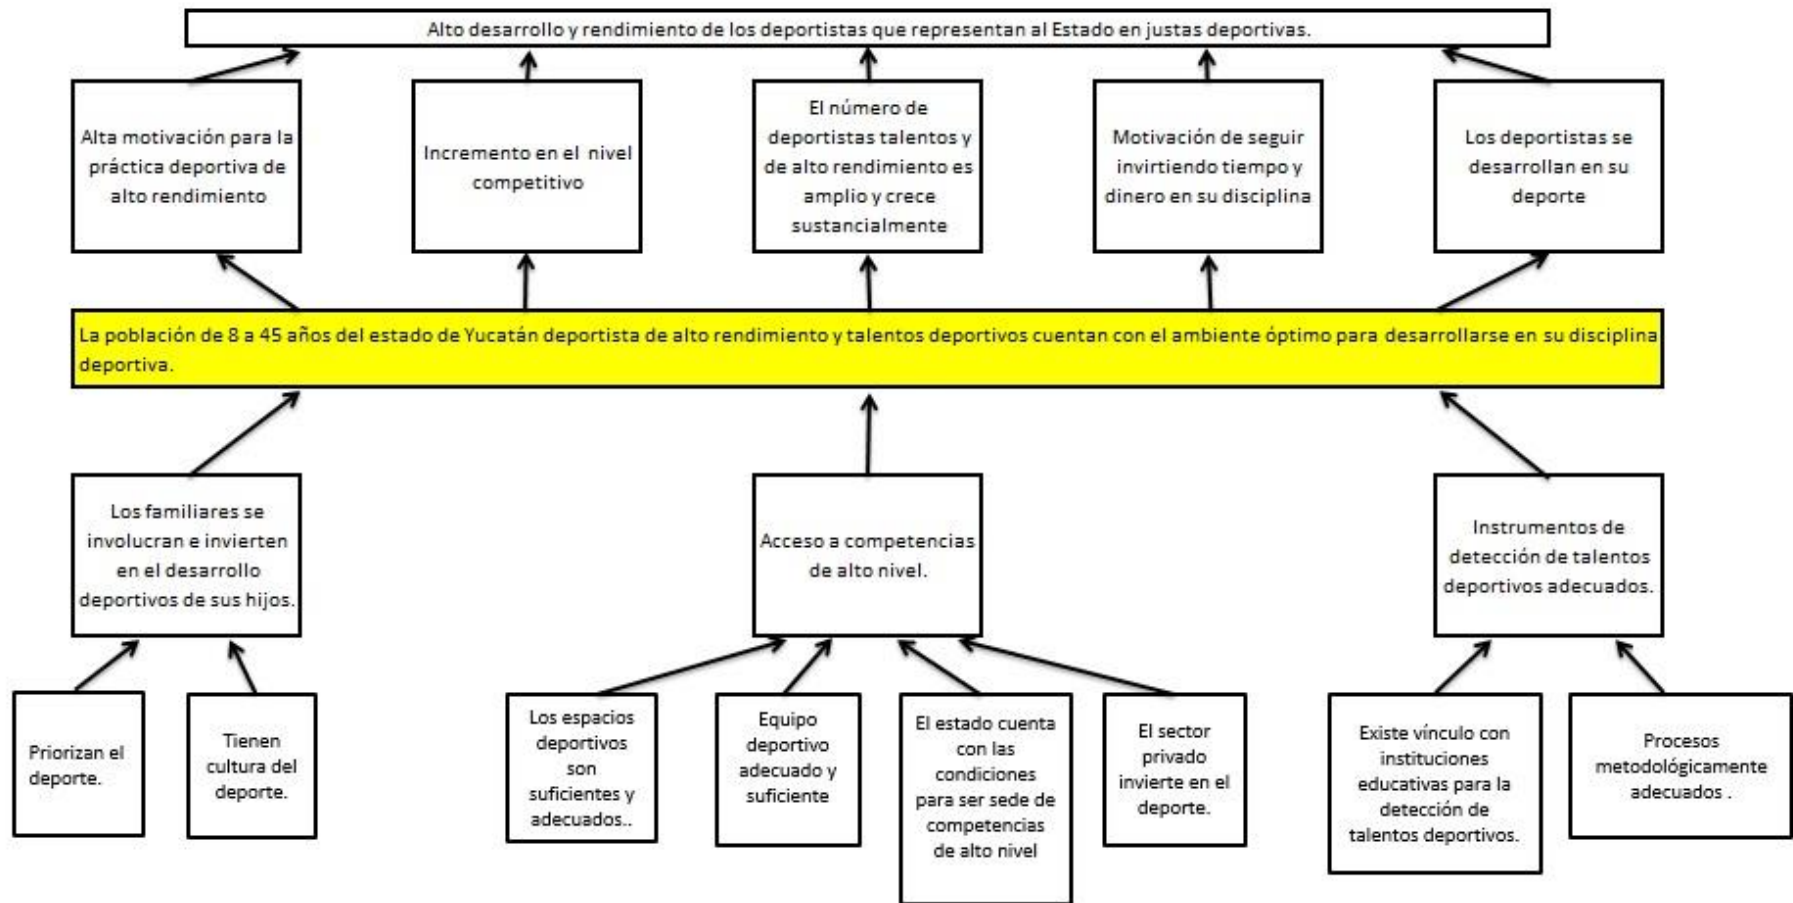 Alto desarrollo y rendimiento de los deportistas que representan al Estado en justas deportivas.
Alta motivación para la
práctica deportiva de
alto rendimiento
Incremento en el nivel
competitivo
El número de
deportistas talentos y
de alto rendimiento es
amplio y crece
sustancialmente
Motivación de seguir
invirtiendo tiempo y
dinero en su disciplina
Los deportistas se
desarrollan en su
deporte
La población de 8 a 45 años del estado de Yucatán deportista de alto rendimiento y talentos deportivos cuentan con el ambiente óptimo para desarrollarse en su disciplina
deportiva.
Los familiares se
involucran e invierten
en el desarrollo
deportivos de sus hijos.
Acceso a competencias
de alto nivel.
Instrumentos de
detección de talentos
deportivos adecuados.
Priorizan el
deporte.
Tienen
cultura del
deporte.
Los espacios
deportivos
son
suficientes y
adecuados..
Equipo
deportivo
adecuado y
suficiente
El estado cuenta
con las
condiciones
para ser sede de
competencias
de alto nivel
El sector
privado
invierte en el
deporte.
Existe vínculo con
instituciones
educativas para la
detección de
talentos deportivos.
Procesos
metodológicamente
adecuados .